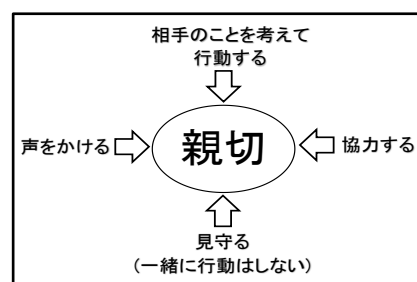 相手のことを考えて
行動する
声をかける
親切
協力する
見守る
(一緒に行動はしない)